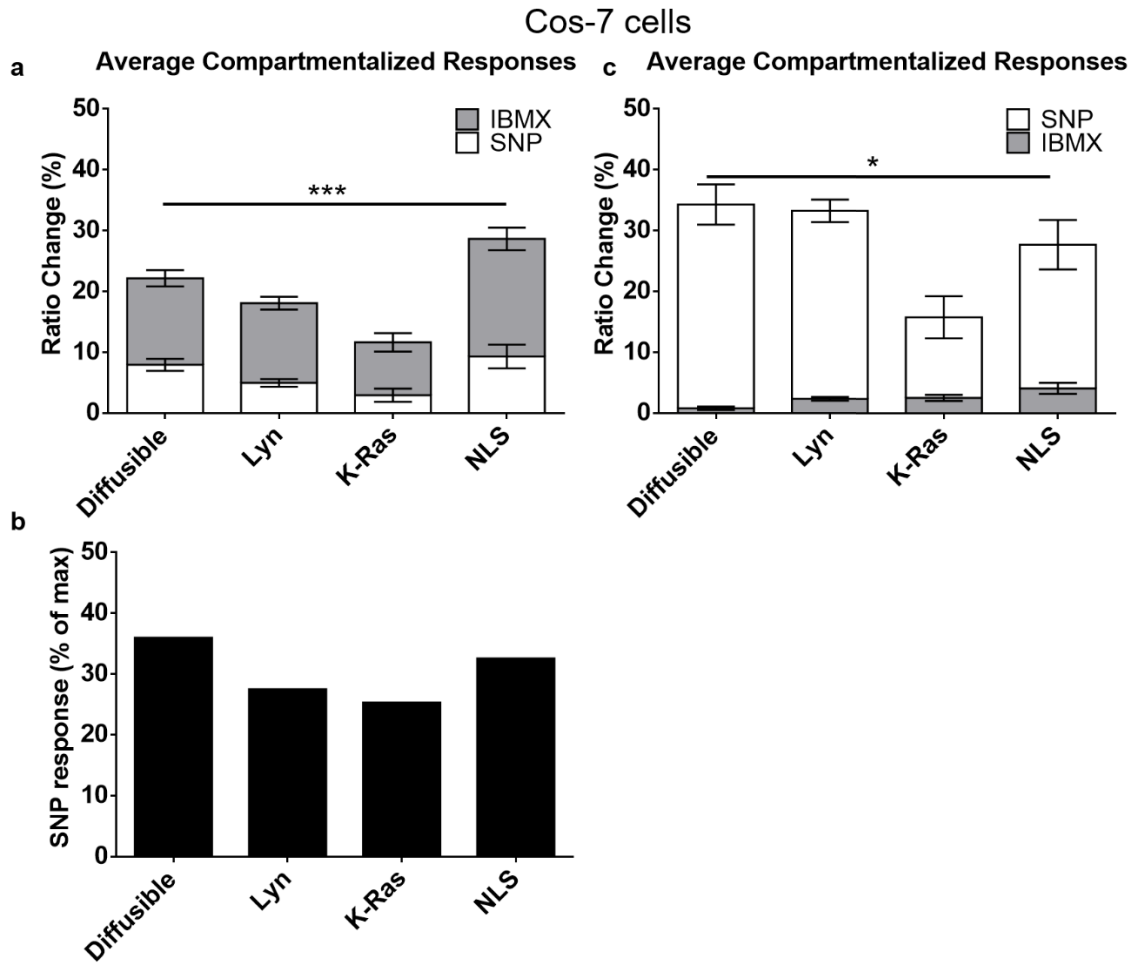 Cos-7 cells
a
Average Compartmentalized Responses
IBMX
SNP
***
Ratio Change (%)
50
40
30
20
10
0
Diffusible
Lyn
K-Ras
NLS
c
Average Compartmentalized Responses
SNP
IBMX
*
Ratio Change (%)
50
40
30
20
10
0
Diffusible
Lyn
K-Ras
NLS
b
SNP response (% of max)
50
40
30
20
10
0
Diffusible
Lyn
K-Ras
NLS